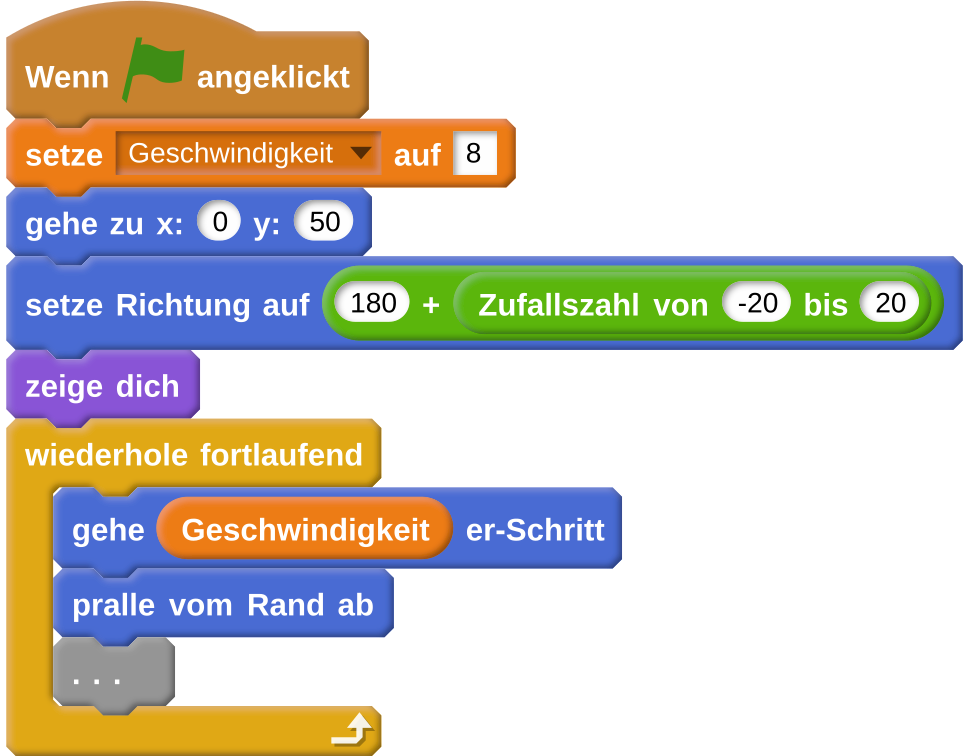 Wenn angeklickt
setze Geschwindigkeit auf 8
gehe zu x: 0 y: 50
setze Richtung auf 180 + Zufallszahl von -20 bis 20
zeige dich
wiederhole fortlaufend
gehe Geschwindigkeit er-Schritt
pralle vom Rand ab
. . .